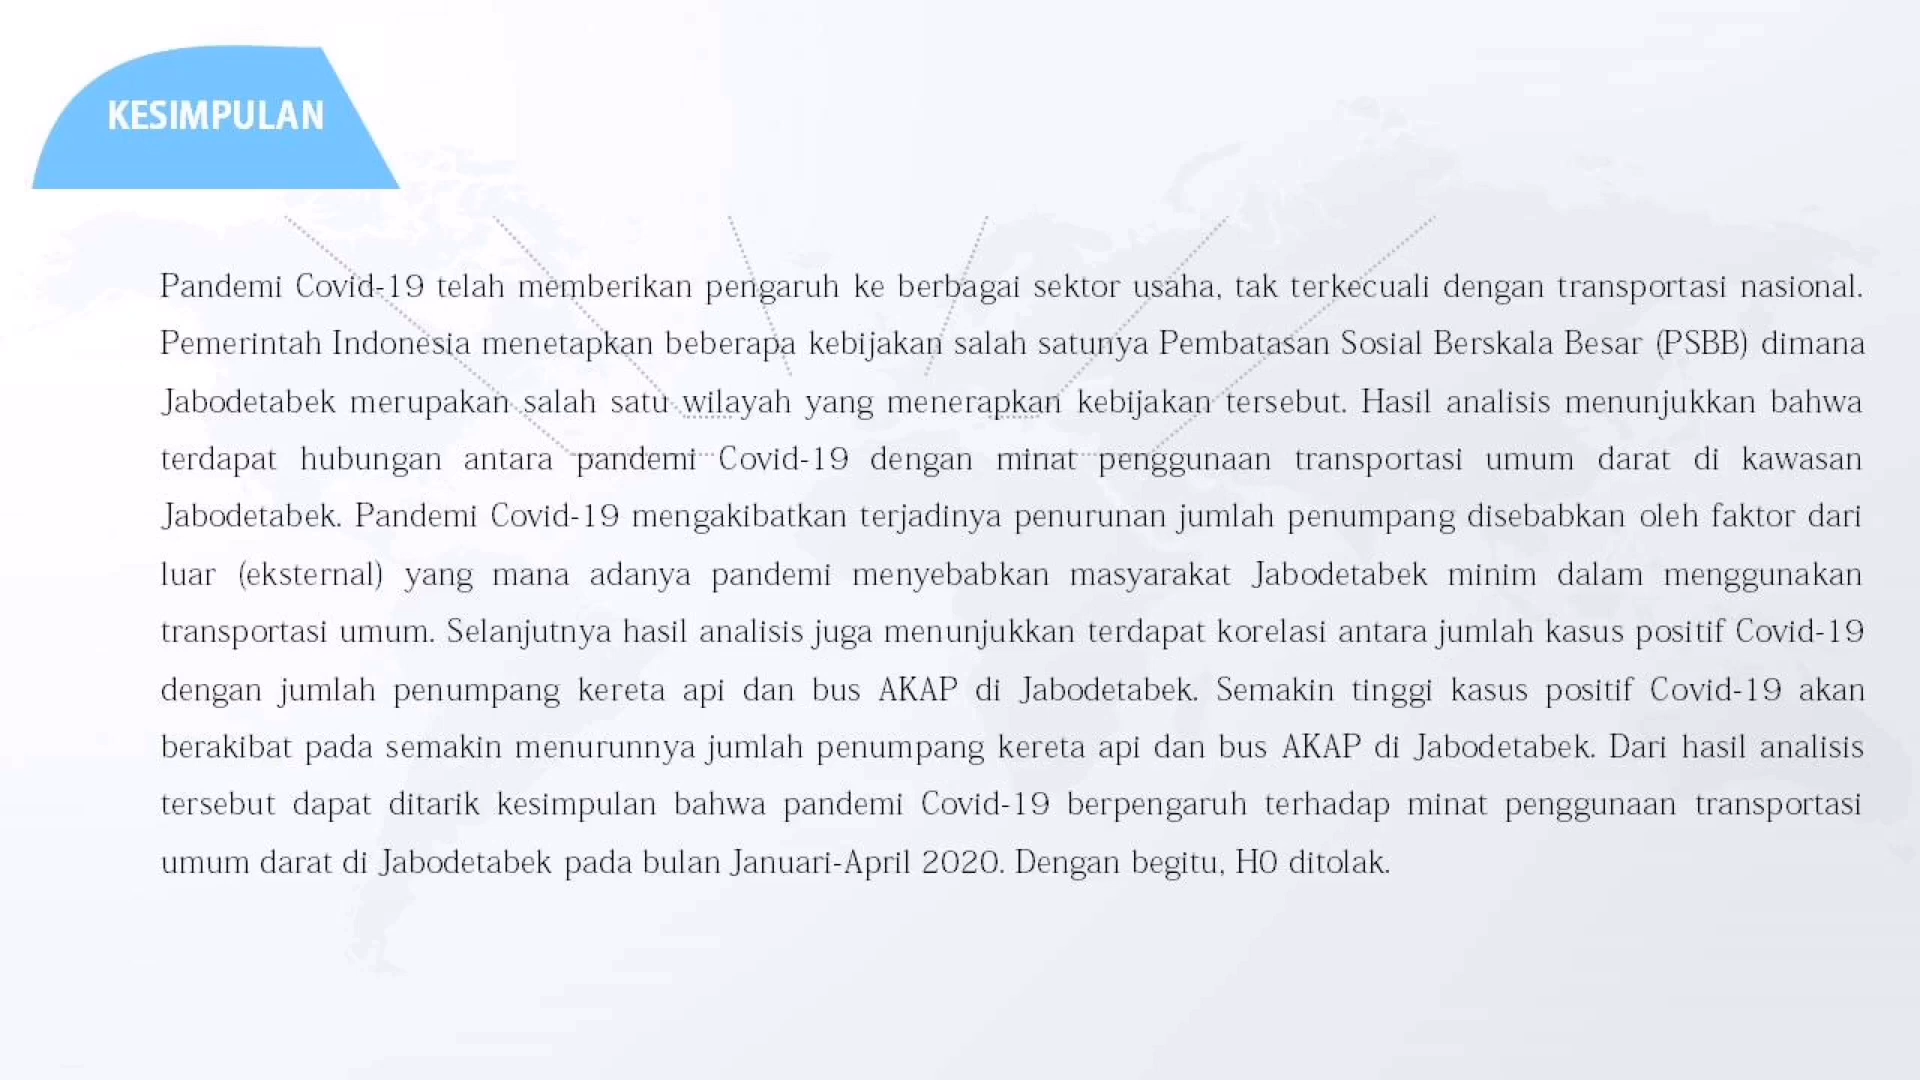 KESIMPULAN
Pandemi Covid-19 telah memberikan pengaruh ke berbagai sektor usaha, tak terkecuali dengan transportasi nasional.
Pemerintah Indonesia menetapkan beberapa kebijakan salah satunya Pembatasan Sosial Berskala Besar (PSBB) dimana
Jabodetabek merupakan salah satu wilayah yang menerapkan kebijakan tersebut. Hasil analisis menunjukkan bahwa
terdapat hubungan antara pandemi Covid-19 dengan minat penggunaan transportasi umum darat di kawasan
Jabodetabek. Pandemi Covid-19 mengakibatkan terjadinya penurunan jumlah penumpang disebabkan oleh faktor dari
luar (eksternal) yang mana adanya pandemi menyebabkan masyarakat Jabodetabek minim dalam menggunakan
transportasi umum. Selanjutnya hasil analisis juga menunjukkan terdapat korelasi antara jumlah kasus positif Covid-19
dengan jumlah penumpang kereta api dan bus AKAP di Jabodetabek. Semakin tinggi kasus positif Covid-19 akan
berakibat pada semakin menurunnya jumlah penumpang kereta api dan bus AKAP di Jabodetabek. Dari hasil analisis
tersebut dapat ditarik kesimpulan bahwa pandemi Covid-19 berpengaruh terhadap minat penggunaan transportasi
umum darat di Jabodetabek pada bulan Januari-April 2020. Dengan begitu, H0 ditolak.